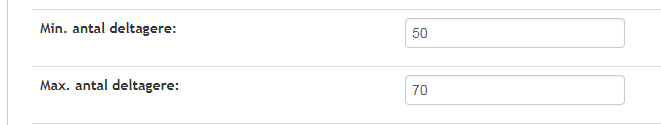 Min. antal deltagere: 50
Max. antal deltagere: 70